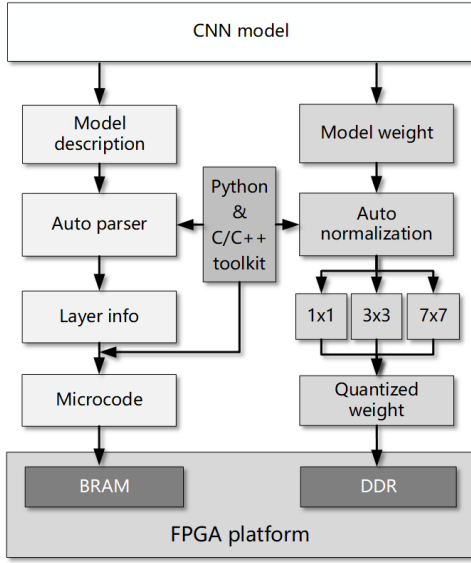 CNN model
Model
description
Model weight
Python
&
C/C++
toolkit
Auto parser
Auto
normalization
Layer info
1x1
3x3
7x7
Microcode
Quantized
weight
BRAM
DDR
FPGA platform